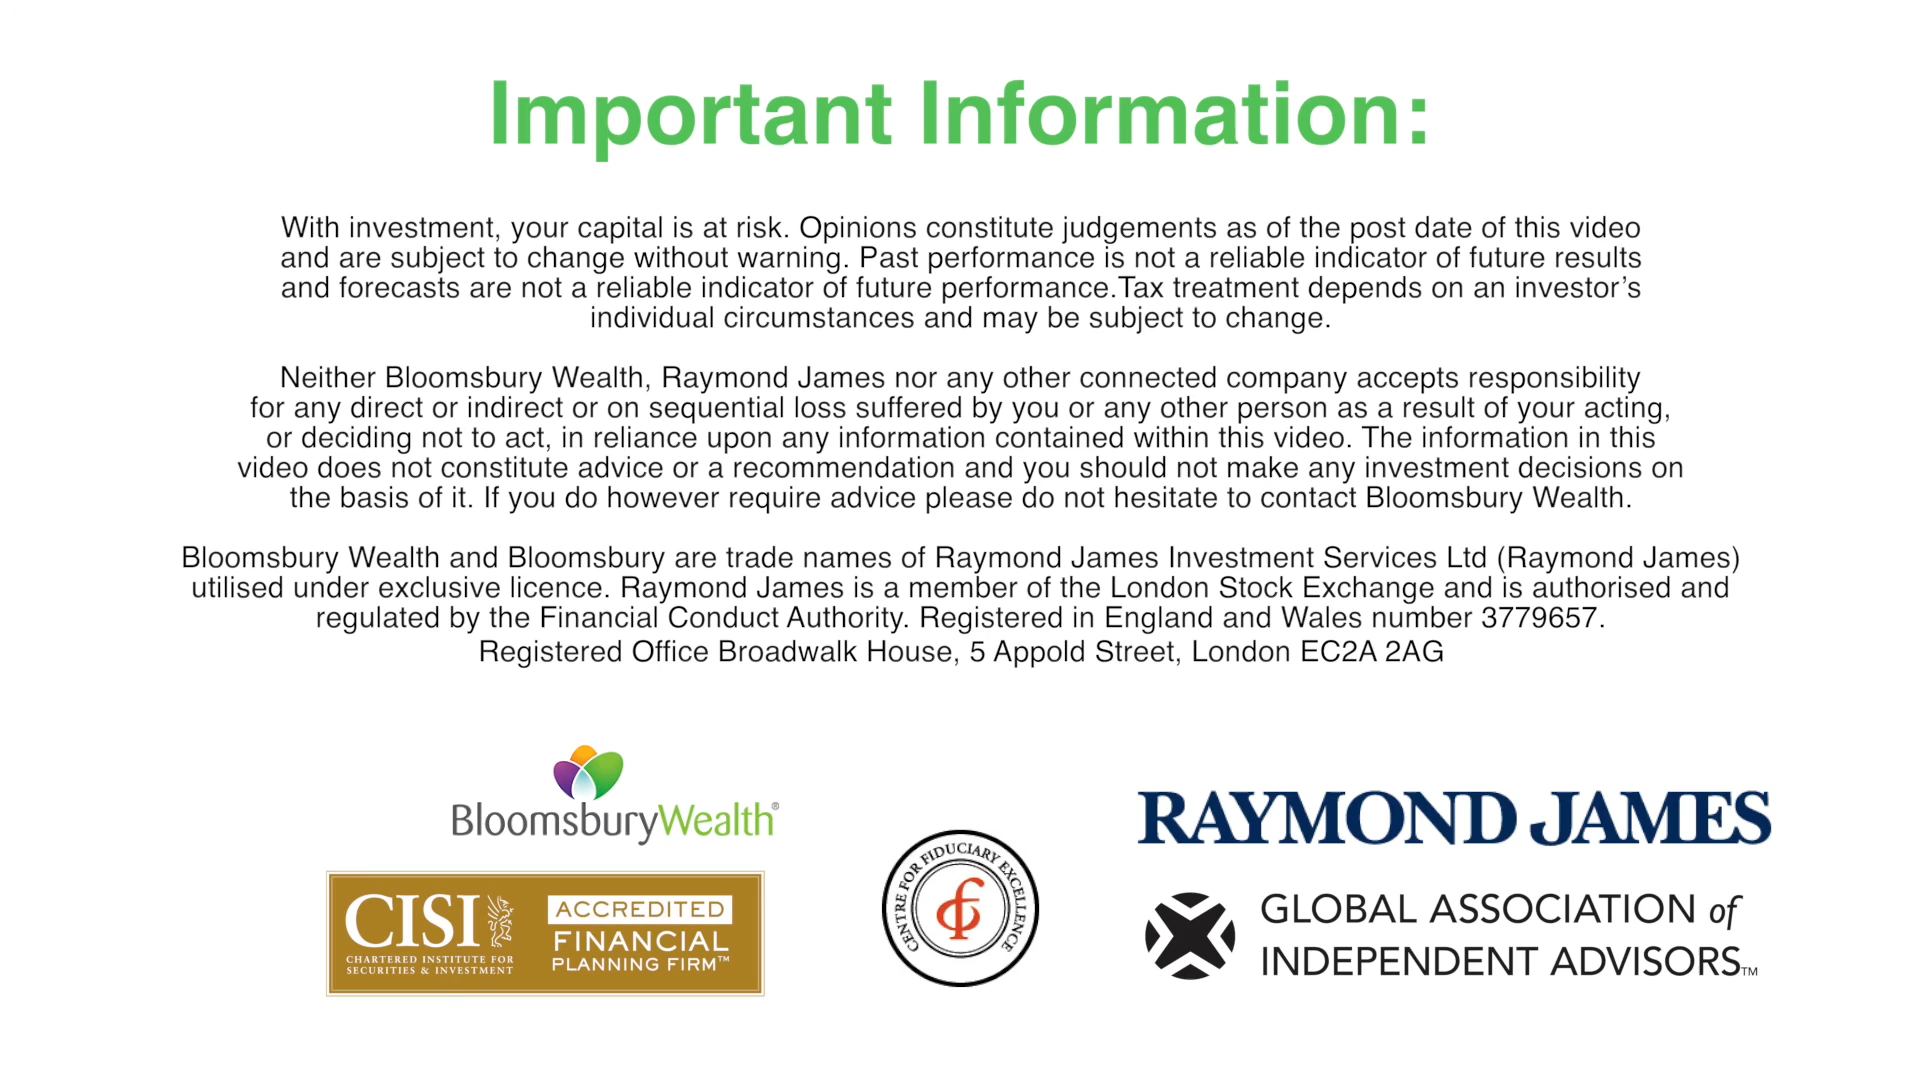 Important Information:
With investment, your capital is at risk. Opinions constitute judgements as of the post date of this video
and are subject to change without warning. Past performance is not a reliable indicator of future results
and forecasts are not a reliable indicator of future performance.Tax treatment depends on an investor’s
individual circumstances and may be subject to change.
Neither Bloomsbury Wealth, Raymond James nor any other connected company accepts responsibility
for any direct or indirect or on sequential loss suffered by you or any other person as a result of your acting,
or deciding not to act, in reliance upon any information contained within this video. The information in this
video does not constitute advice or a recommendation and you should not make any investment decisions on
the basis of it. If you do however require advice please do not hesitate to contact Bloomsbury Wealth.
Bloomsbury Wealth and Bloomsbury are trade names of Raymond James Investment Services Ltd (Raymond James)
utilised under exclusive licence. Raymond James is a member of the London Stock Exchange and is authorised and
regulated by the Financial Conduct Authority. Registered in England and Wales number 3779657.
Registered Office Broadwalk House, 5 Appold Street, London EC2A 2AG
BloomsburyWealth®
CISI
CHARTERED INSTITUTE FOR
SECURITIES & INVESTMENT
ACCREDITED
FINANCIAL
PLANNING FIRM™
CENTRE FOR FIDUCIARY EXCELLENCE
RAYMOND JAMES
GLOBAL ASSOCIATION of
INDEPENDENT ADVISORS™